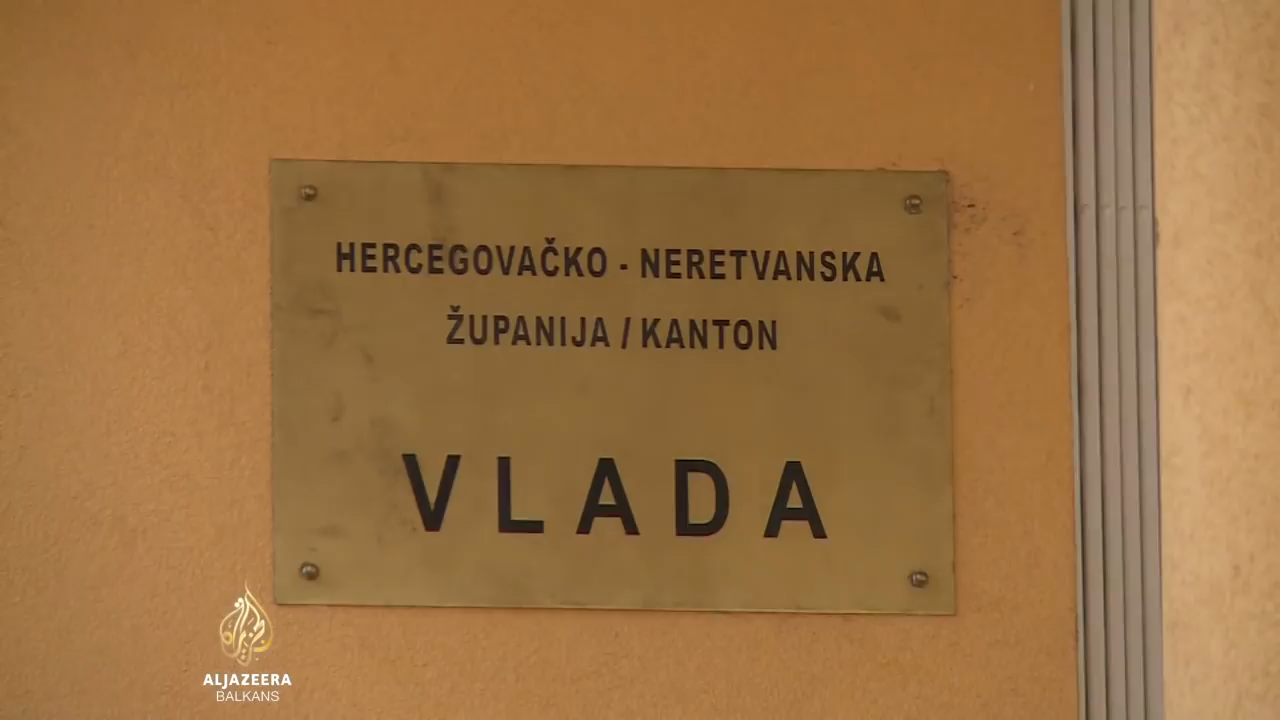 HERCEGOVAČKO - NERETVANSKA
ŽUPANIJA / KANTON
VLADA
ALJAZEERA
BALKANS